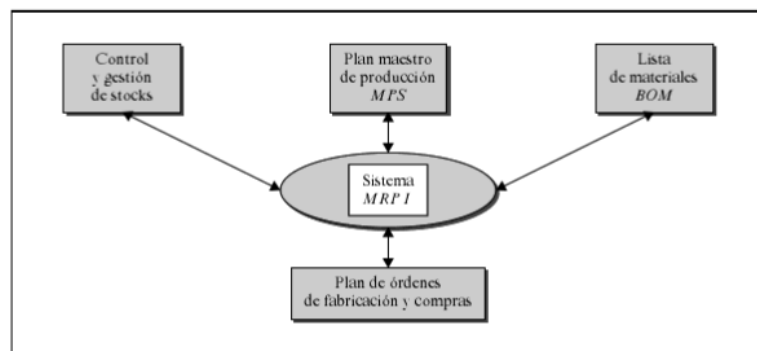 Control
y gestión
de stocks
Plan maestro
de producción
MPS
Lista
de materiales
BOM
Sistema
MRP I
Plan de órdenes
de fabricación y compras